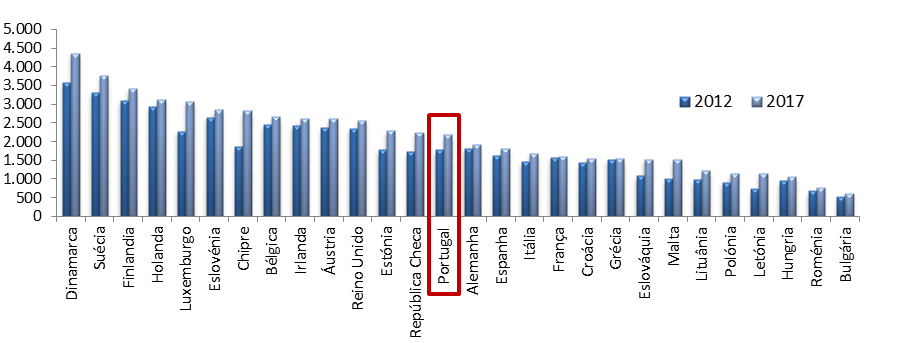 5.000
4.500
4.000
3.500
3.000
2.500
2.000
1.500
1.000
500
0
2012 2017
Dinamarca
Suécia
Finlandia
Holanda
Luxemburgo
Eslovénia
Chipre
Bélgica
Irlanda
Áustria
Reino Unido
Estónia
República Checa
Portugal
Alemanha
Espanha
Itália
França
Croácia
Grécia
Eslováquia
Malta
Lituânia
Polónia
Letónia
Hungria
Roménia
Bulgária